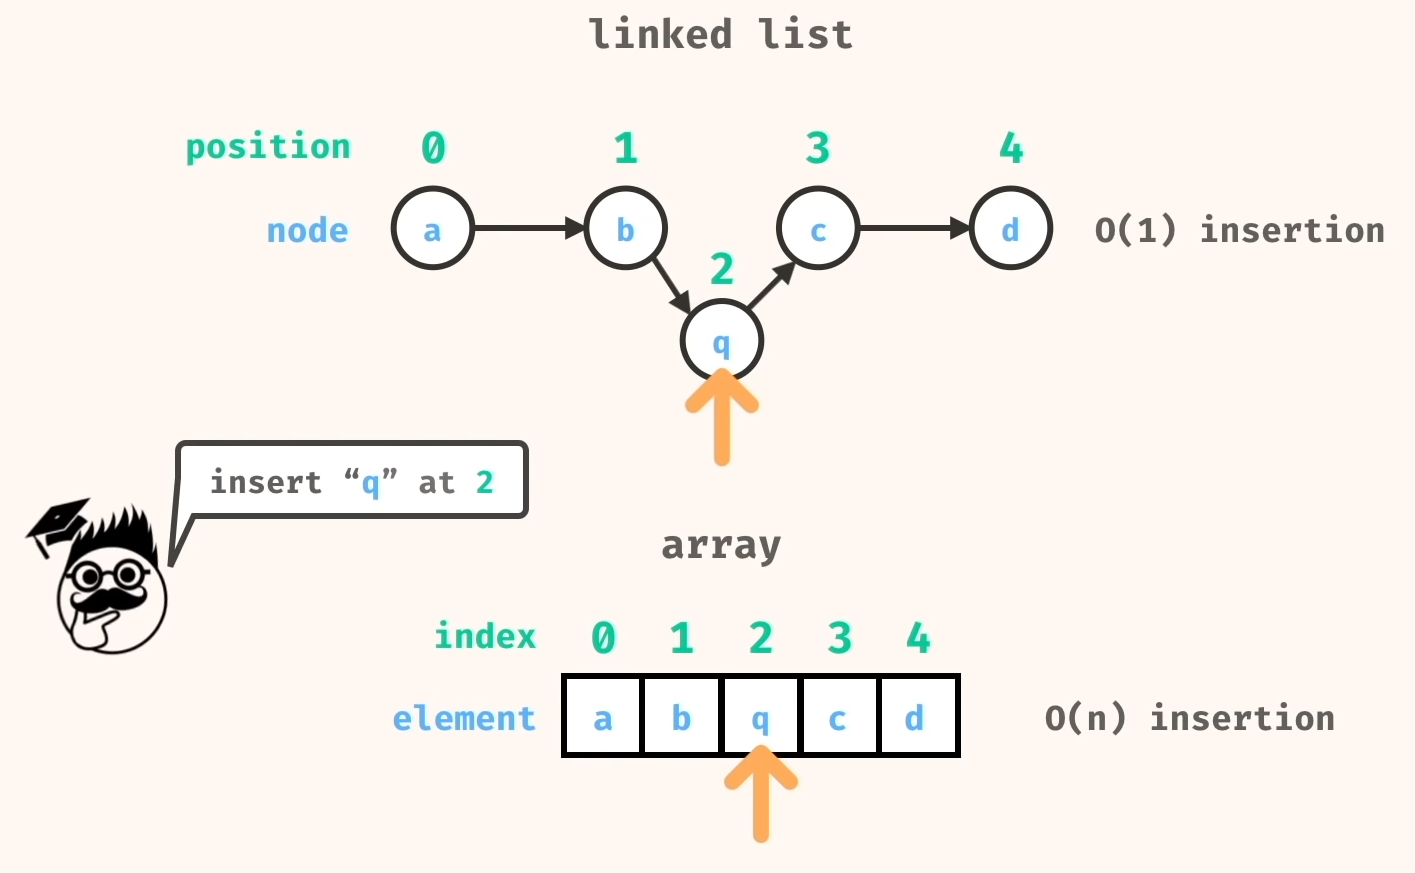 linked list
position 0 1 3 4
node a b c d O(1) insertion
2
q
insert “q” at 2
array
index 0 1 2 3 4
element a b q c d O(n) insertion